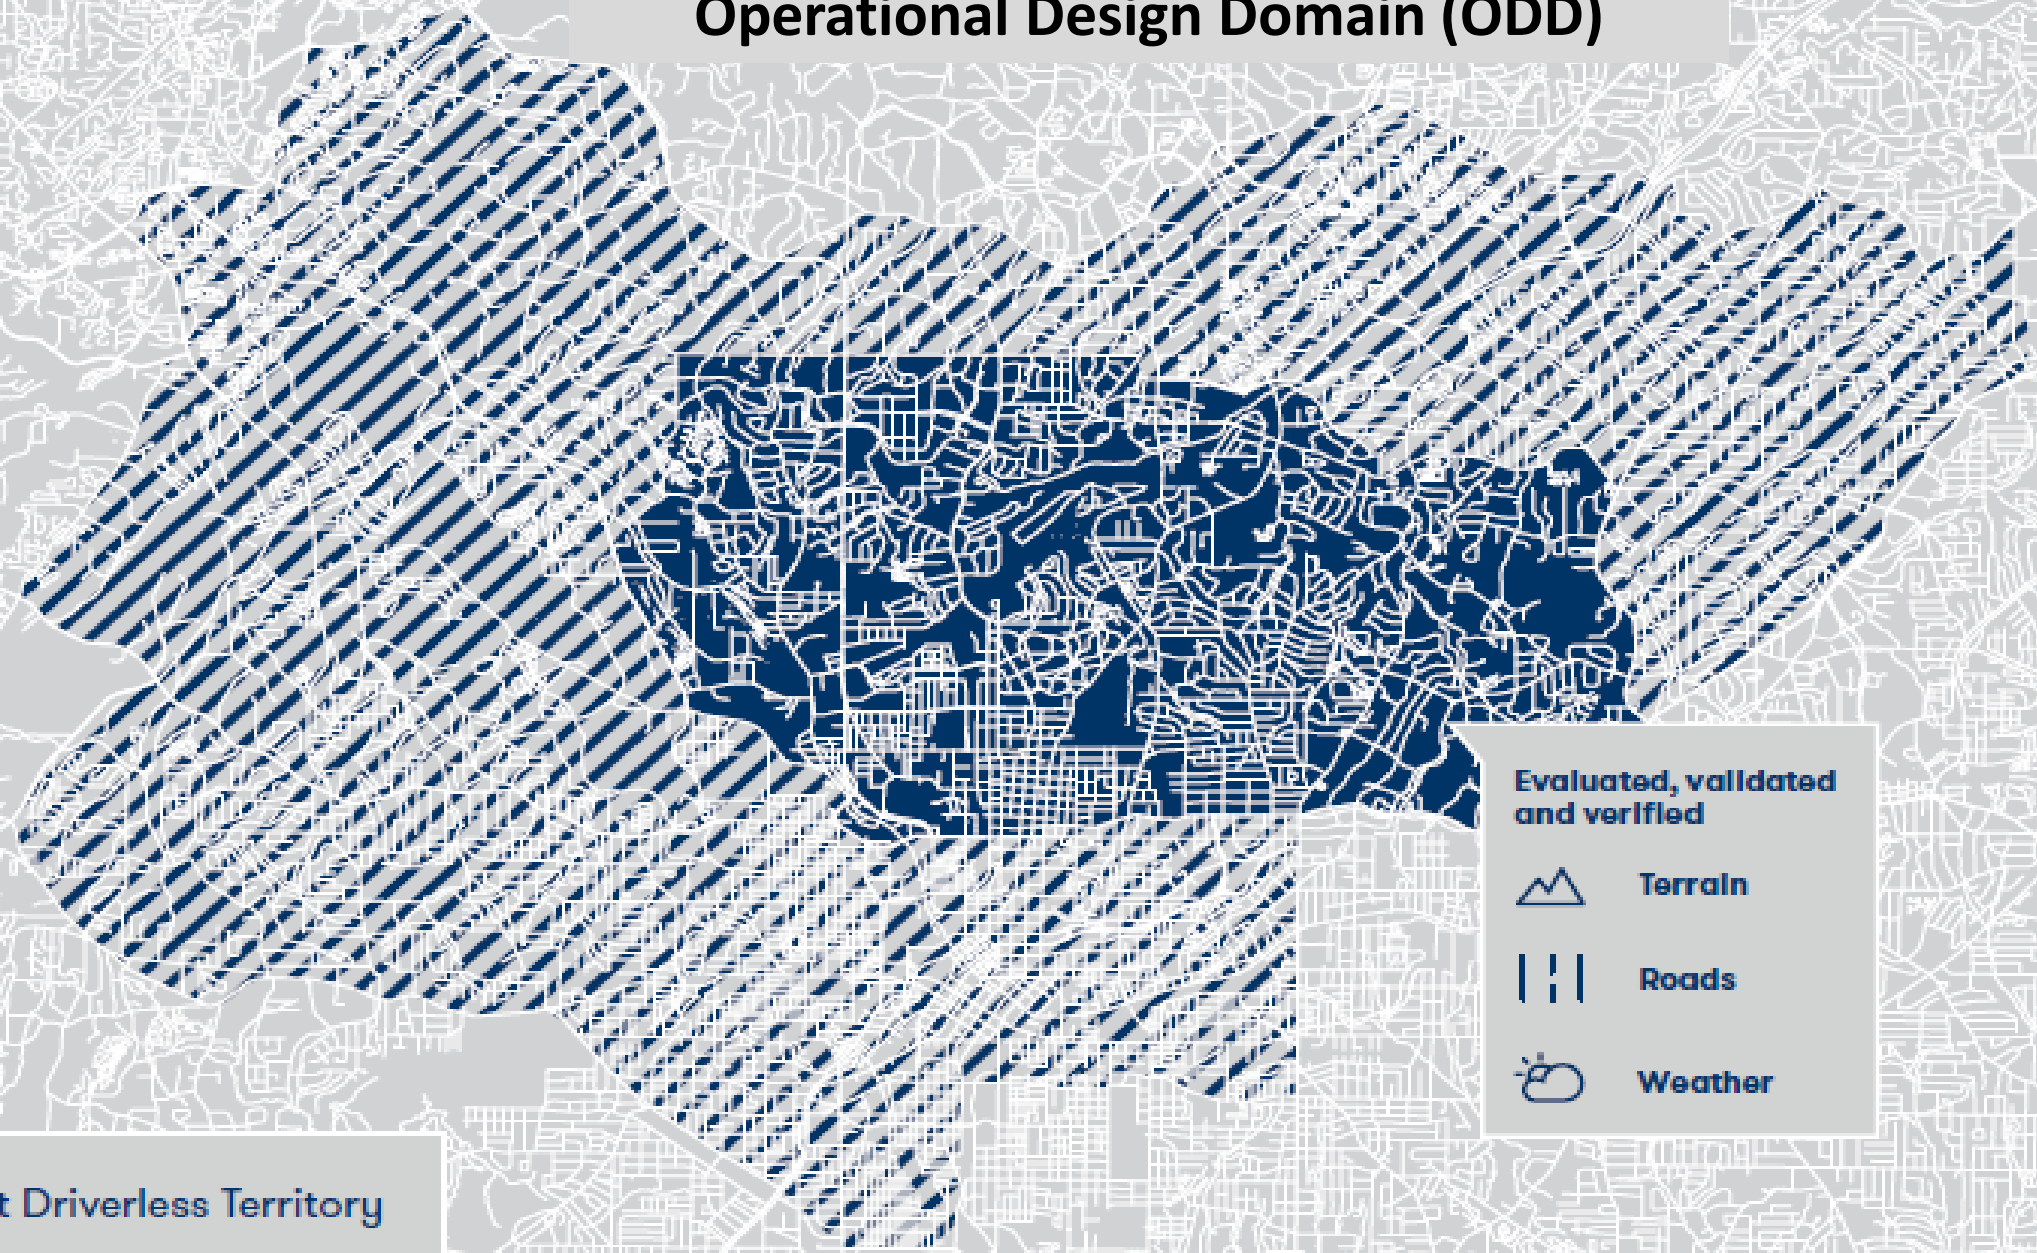 Operational Design Domain (ODD)
Evaluated, validated
and verified
Terrain
Roads
Weather
t Driverless Territory